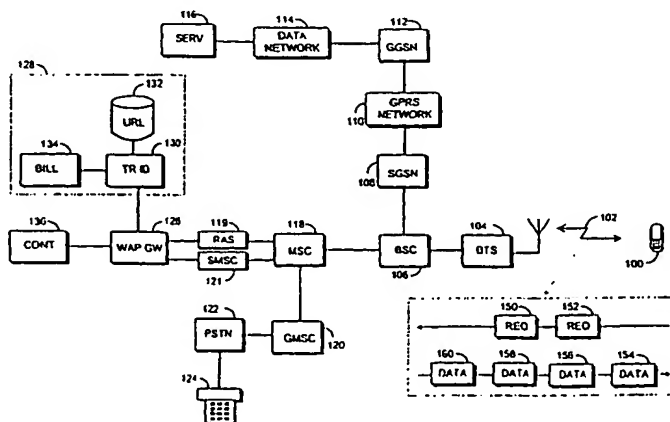 116
SERV
114
DATA
NETWORK
112
GGSN
128
132
URL
110
GPRS
NETWORK
134
BILL
130
TR ID
108
SGSN
136
CONT
126
WAP GW
119
RAS
SMSC
121
118
MSC
BSC
106
104
BTS
102
100
122
PSTN
GMSC
120
124
150
REQ
152
REQ
160
DATA
158
DATA
156
DATA
154
DATA